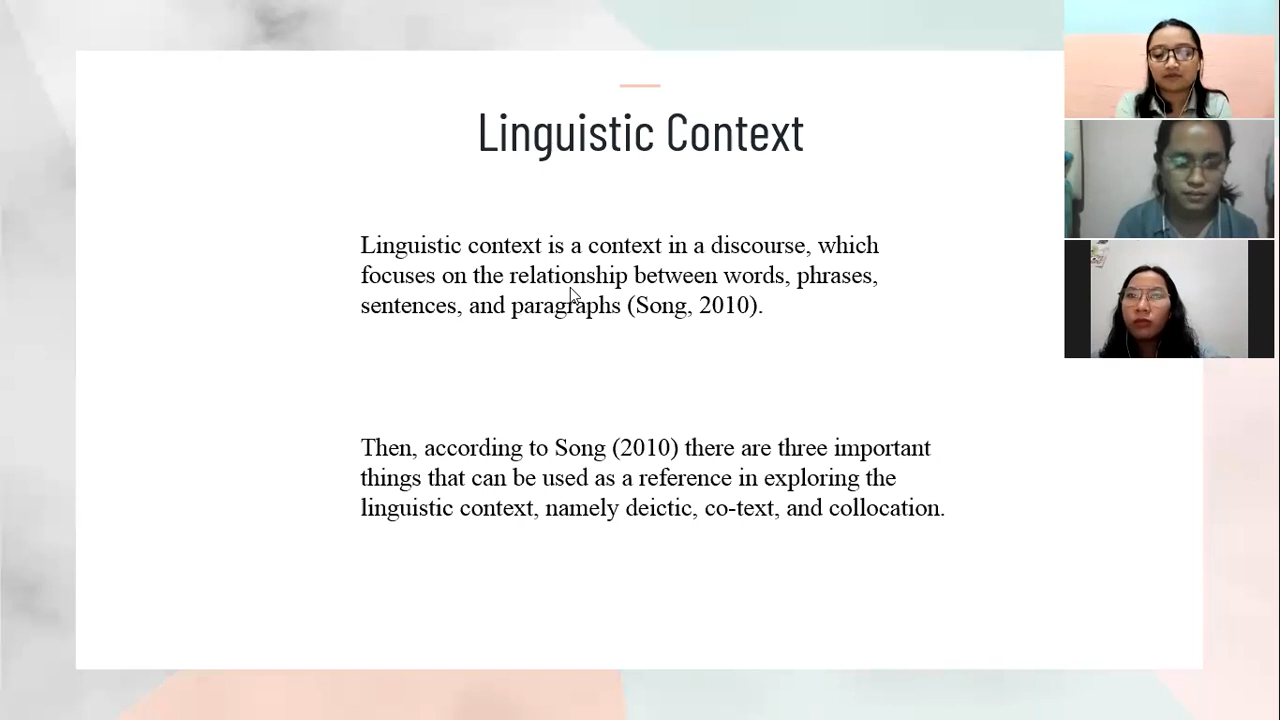 Linguistic Context
Linguistic context is a context in a discourse, which
focuses on the relationship between words, phrases,
sentences, and paragraphs (Song, 2010).
Then, according to Song (2010) there are three important
things that can be used as a reference in exploring the
linguistic context, namely deictic, co-text, and collocation.